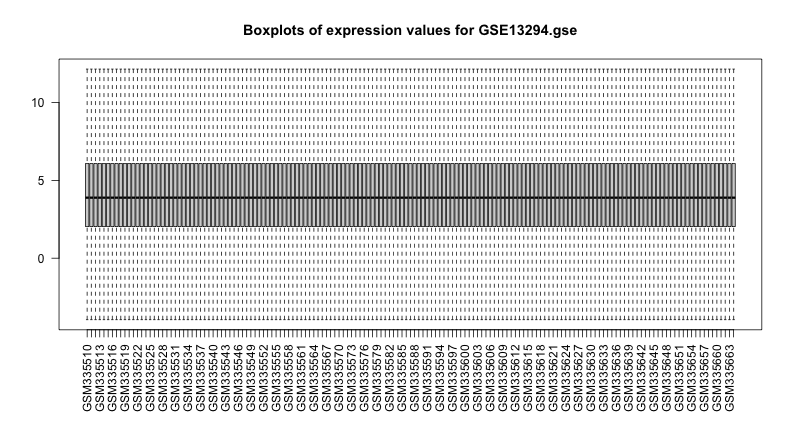 Boxplots of expression values for GSE13294.gse
10
5
0
GSM335510
GSM335513
GSM335516
GSM335519
GSM335522
GSM335525
GSM335528
GSM335531
GSM335534
GSM335537
GSM335540
GSM335543
GSM335546
GSM335549
GSM335552
GSM335555
GSM335558
GSM335561
GSM335564
GSM335567
GSM335570
GSM335573
GSM335576
GSM335579
GSM335582
GSM335585
GSM335588
GSM335591
GSM335594
GSM335597
GSM335600
GSM335603
GSM335606
GSM335609
GSM335612
GSM335615
GSM335618
GSM335621
GSM335624
GSM335627
GSM335630
GSM335633
GSM335636
GSM335639
GSM335642
GSM335645
GSM335648
GSM335651
GSM335654
GSM335657
GSM335660
GSM335663